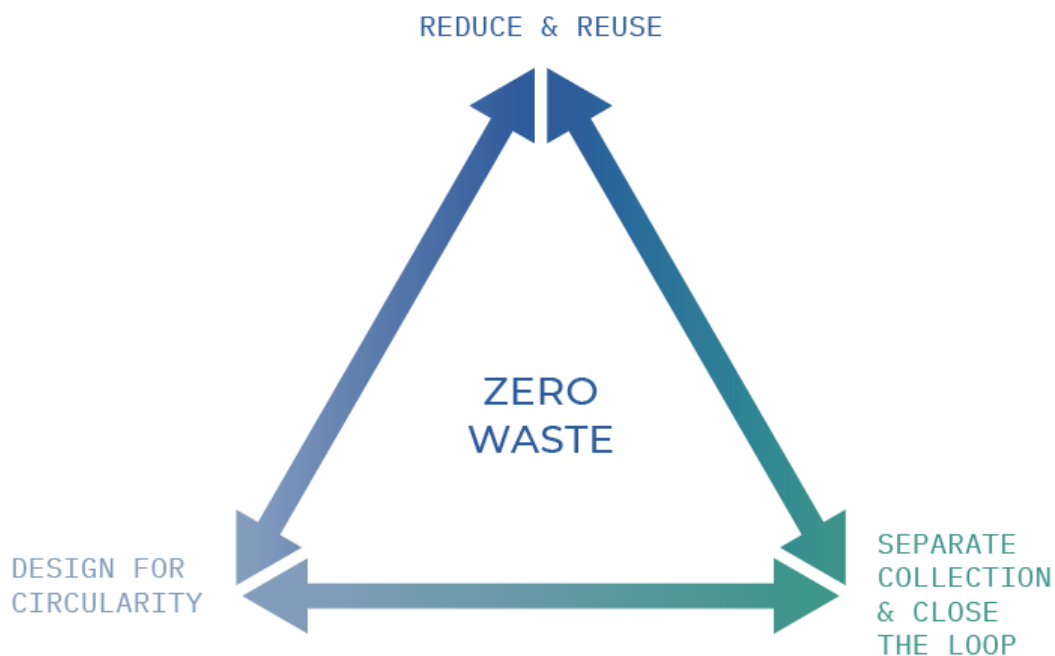 REDUCE & REUSE
ZERO
WASTE
DESIGN FOR
CIRCULARITY
SEPARATE
COLLECTION
& CLOSE
THE LOOP